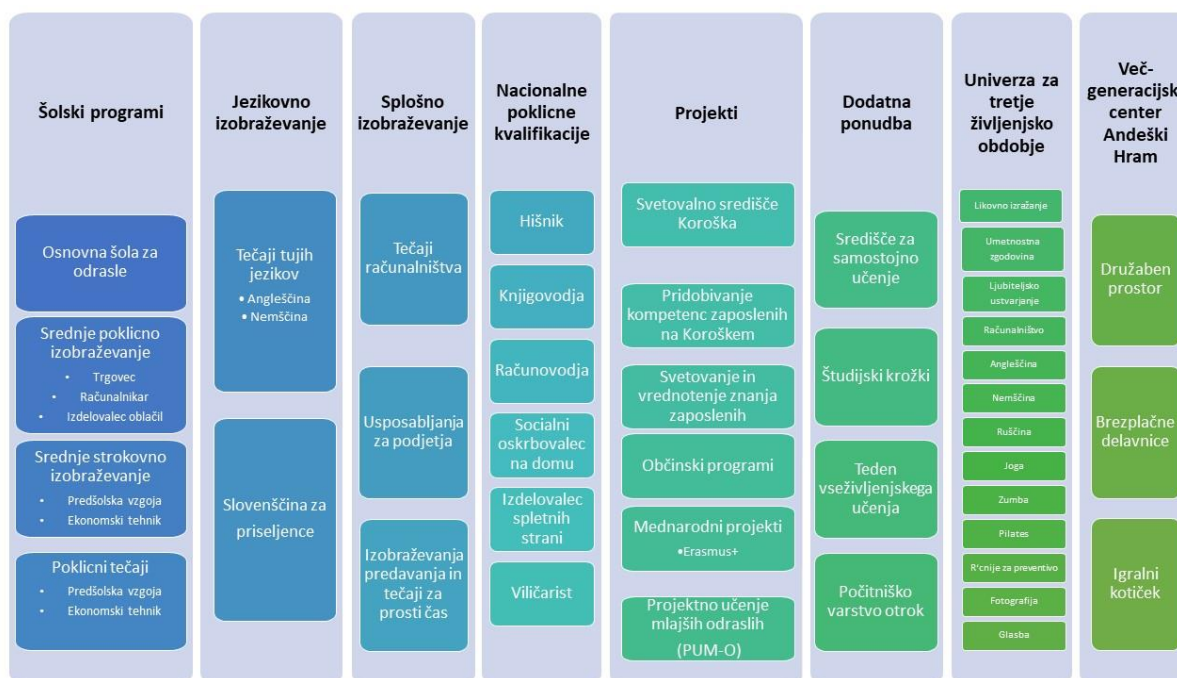 Šolski programi
Osnovna šola za
odrasle
Srednje poklicno
izobraževanje
• Trgovec
• Računalnikar
• Izdelovalec oblačil
Srednje strokovno
izobraževanje
• Predšolska vzgoja
• Ekonomski tehnik
Poklicni tečaji
• Predšolska vzgoja
• Ekonomski tehnik
Jezikovno
izobraževanje
Tečaji tujih
jezikov
• Angleščina
• Nemščina
Slovenščina za
priseljence
Splošno
izobraževanje
Tečaji
računalništva
Usposabljanja
za podjetja
Izobraževanja
predavanja in
tečaji za
prosti čas
Nacionalne
poklicne
kvalifikacije
Hišnik
Knjigovodja
Računovodja
Socialni
oskrbovalec
na domu
Izdelovalec
spletnih
strani
Viličarist
Projekti
Svetovalno središče
Koroška
Pridobivanje
kompetenc zaposlenih
na Koroškem
Svetovanje in
vrednotenje znanja
zaposlenih
Občinski programi
Mednarodni projekti
•Erasmus+
Projektno učenje
mlajših odraslih
(PUM-O)
Dodatna
ponudba
Središče za
samostojno
učenje
Študijski krožki
Teden
vseživljenjskega
učenja
Počitniško
varstvo otrok
Univerza za
tretje
življenjsko
obdobje
Likovno izražanje
Umetnostna
zgodovina
Ljubiteljsko
ustvarjanje
Računalništvo
Angleščina
Nemščina
Ruščina
Joga
Zumba
Pilates
R'cnije za preventivo
Fotografija
Glasba
Več-
generacijsk
center
Andeški
Hram
Družaben
prostor
Brezplačne
delavnice
Igralni
kotiček